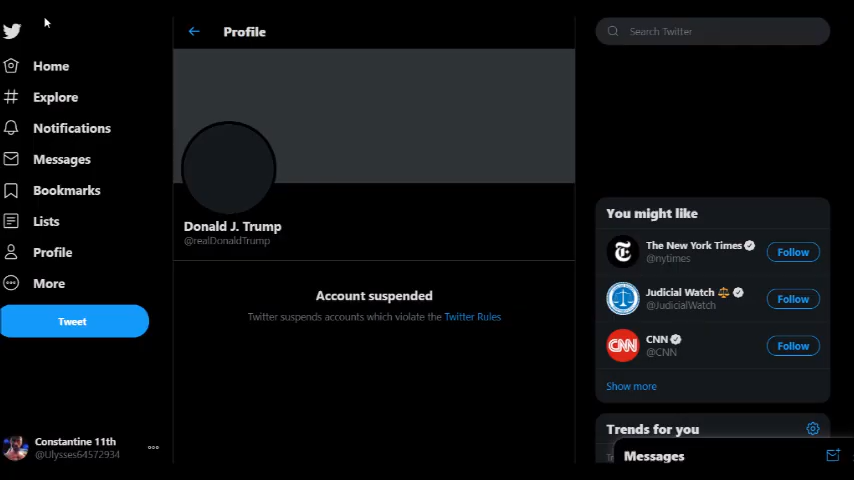 Home
Explore
Notifications
Messages
Bookmarks
Lists
Profile
More
Tweet
Constantine 11th
@Ulysses64572934
Profile
Donald J. Trump
@realDonaldTrump
Account suspended
Twitter suspends accounts which violate the Twitter Rules
Search Twitter
You might like
The New York Times
@nytimes
Follow
Judicial Watch
@JudicialWatch
Follow
CNN
CNN
@CNN
Follow
Show more
Trends for you
Messages